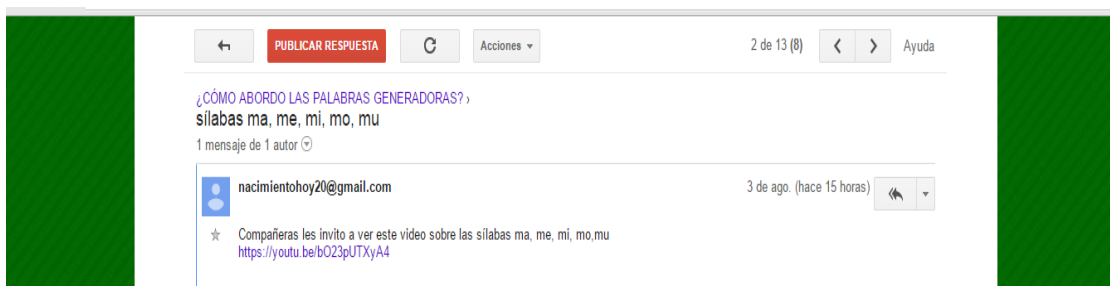 PUBLICAR RESPUESTA Acciones 2 de 13 (8) Ayuda
¿CÓMO ABORDO LAS PALABRAS GENERADORAS? ›
sílabas ma, me, mi, mo, mu
1 mensaje de 1 autor
nacimientohoy20@gmail.com 3 de ago. (hace 15 horas)
Compañeras les invito a ver este video sobre las sílabas ma, me, mi, mo,mu
https://youtu.be/bO23pUTXyA4